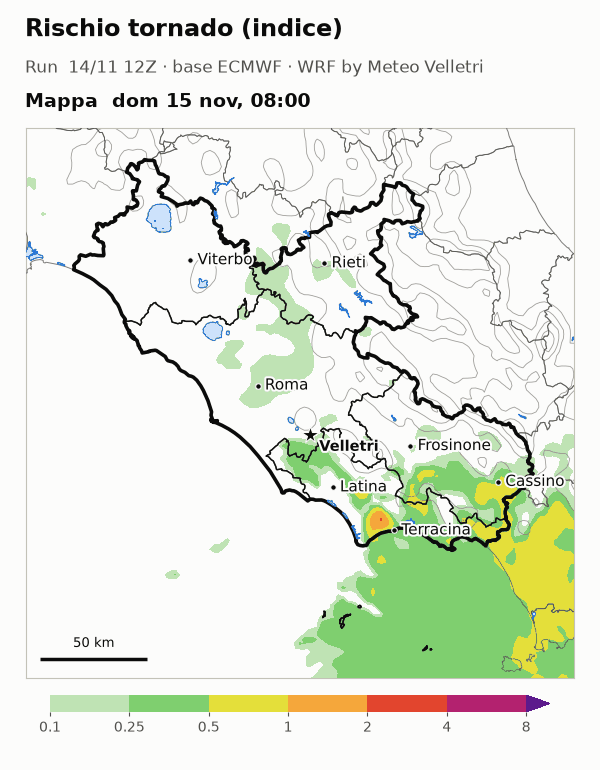 Rischio tornado (indice)
Run  14/11 12Z · base ECMWF · WRF by Meteo Velletri
Mappa  dom 15 nov, 08:00
Viterbo
Rieti
Roma
Velletri
Frosinone
Latina
Cassino
Terracina
50 km
0.1
0.25
0.5
1
2
4
8